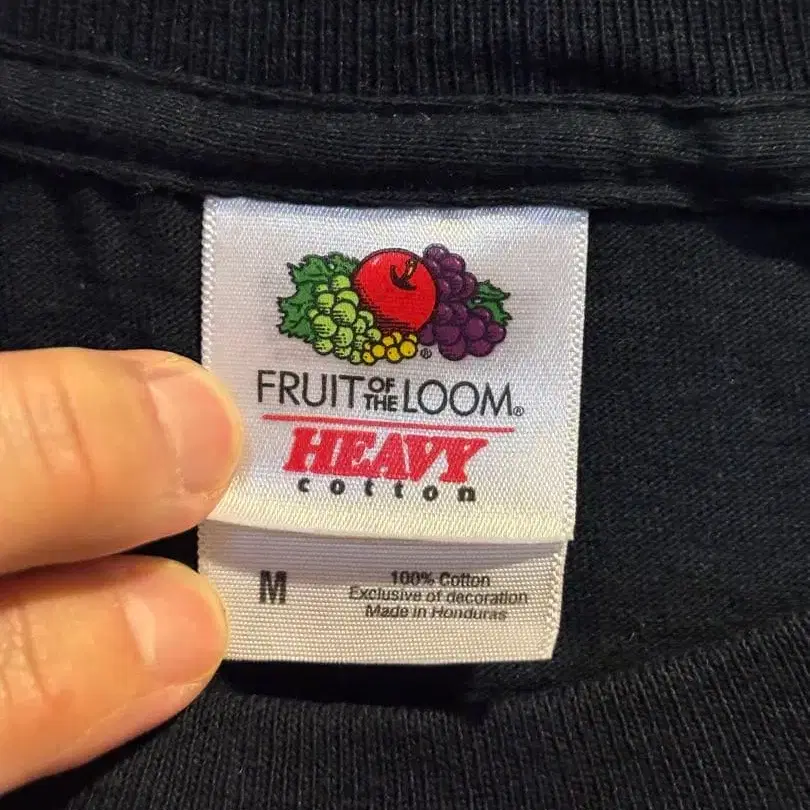 FRUIT OF THE LOOM®
HEAVY
cotton
M
100% Cotton
Exclusive of decoration
Made in Honduras